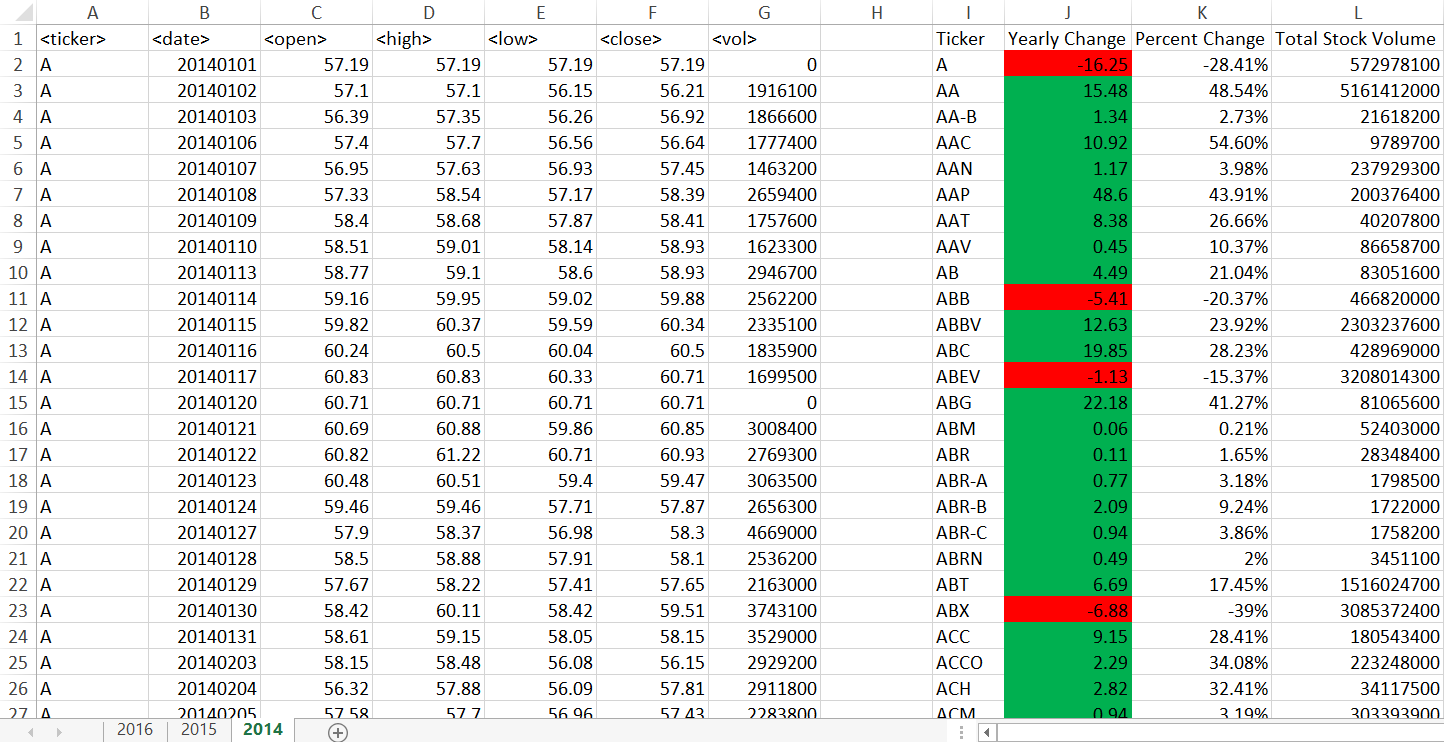 A B C D E F G H I J K L
1 <ticker> <date> <open> <high> <low> <close> <vol> Ticker Yearly Change Percent Change Total Stock Volume
2 A 20140101 57.19 57.19 57.19 57.19 0 A -16.25 -28.41% 572978100
3 A 20140102 57.1 57.1 56.15 56.21 1916100 AA 15.48 48.54% 5161412000
4 A 20140103 56.39 57.35 56.26 56.92 1866600 AA-B 1.34 2.73% 21618200
5 A 20140106 57.4 57.7 56.56 56.64 1777400 AAC 10.92 54.60% 9789700
6 A 20140107 56.95 57.63 56.93 57.45 1463200 AAN 1.17 3.98% 237929300
7 A 20140108 57.33 58.54 57.17 58.39 2659400 AAP 48.6 43.91% 200376400
8 A 20140109 58.4 58.68 57.87 58.41 1757600 AAT 8.38 26.66% 40207800
9 A 20140110 58.51 59.01 58.14 58.93 1623300 AAV 0.45 10.37% 86658700
10 A 20140113 58.77 59.1 58.6 58.93 2946700 AB 4.49 21.04% 83051600
11 A 20140114 59.16 59.95 59.02 59.88 2562200 ABB -5.41 -20.37% 466820000
12 A 20140115 59.82 60.37 59.59 60.34 2335100 ABBV 12.63 23.92% 2303237600
13 A 20140116 60.24 60.5 60.04 60.5 1835900 ABC 19.85 28.23% 428969000
14 A 20140117 60.83 60.83 60.33 60.71 1699500 ABEV -1.13 -15.37% 3208014300
15 A 20140120 60.71 60.71 60.71 60.71 0 ABG 22.18 41.27% 81065600
16 A 20140121 60.69 60.88 59.86 60.85 3008400 ABM 0.06 0.21% 52403000
17 A 20140122 60.82 61.22 60.71 60.93 2769300 ABR 0.11 1.65% 28348400
18 A 20140123 60.48 60.51 59.4 59.47 3063500 ABR-A 0.77 3.18% 1798500
19 A 20140124 59.46 59.46 57.71 57.87 2656300 ABR-B 2.09 9.24% 1722000
20 A 20140127 57.9 58.37 56.98 58.3 4669000 ABR-C 0.94 3.86% 1758200
21 A 20140128 58.5 58.88 57.91 58.1 2536200 ABRN 0.49 2% 3451100
22 A 20140129 57.67 58.22 57.41 57.65 2163000 ABT 6.69 17.45% 1516024700
23 A 20140130 58.42 60.11 58.42 59.51 3743100 ABX -6.88 -39% 3085372400
24 A 20140131 58.61 59.15 58.05 58.15 3529000 ACC 9.15 28.41% 180543400
25 A 20140203 58.15 58.48 56.08 56.15 2929200 ACCO 2.29 34.08% 223248000
26 A 20140204 56.32 57.88 56.09 57.81 2911800 ACH 2.82 32.41% 34117500
27 A 20140205 57.58 57.7 56.96 57.43 2283800 ACM 0.94 3.19% 303393900
2016 2015 2014